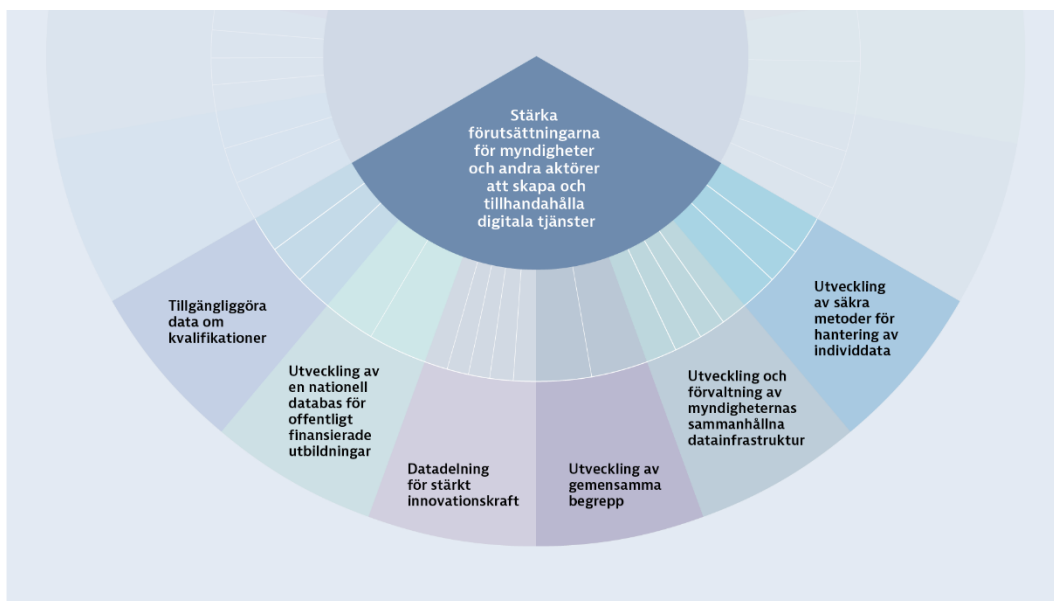 Stärka
förutsättningarna
för myndigheter
och andra aktörer
att skapa och
tillhandahålla
digitala tjänster
Tillgängliggöra
data om
kvalifikationer
Utveckling av
en nationell
databas för
offentligt
finansierade
utbildningar
Datadelning
för stärkt
innovationskraft
Utveckling av
gemensamma
begrepp
Utveckling och
förvaltning av
myndigheternas
sammanhållna
datainfrastruktur
Utveckling
av säkra
metoder för
hantering av
individdata